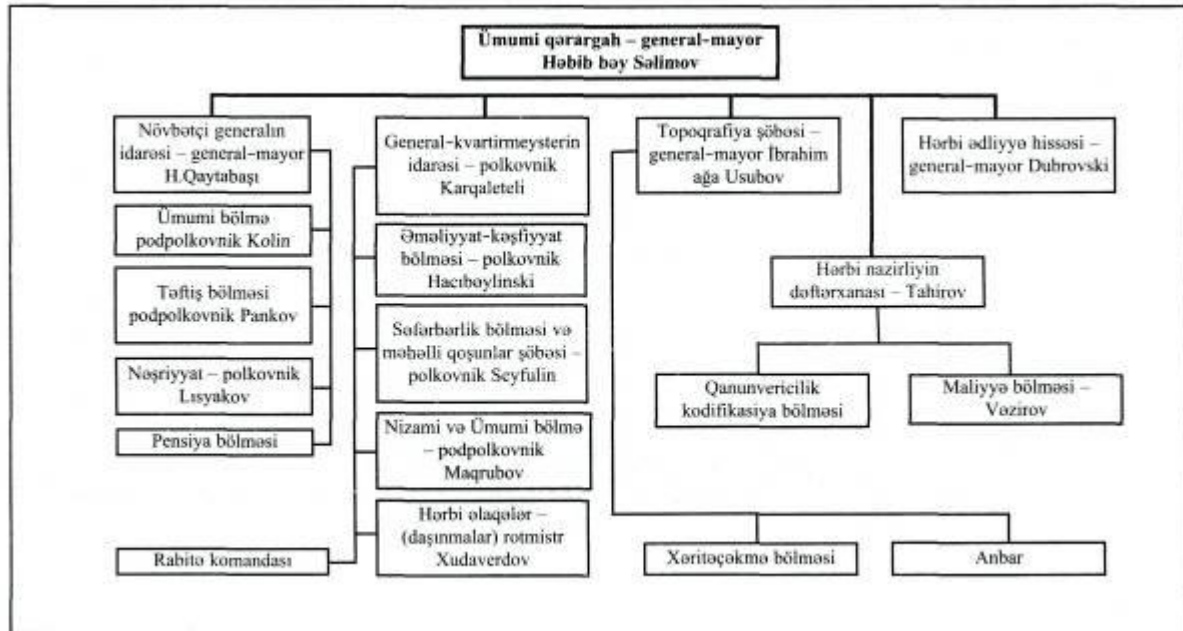 Ümumi qərargah – general-mayor
Həbib bəy Səlimov
Növbətçi generalın
idarəsi – general-mayor
H.Qaytabaşı
Ümumi bölmə
podpolkovnik Kolin
Təftiş bölməsi
podpolkovnik Pankov
Nəşriyyat – polkovnik
Lısyakov
Pensiya bölməsi
Rabitə komandası
General-kvartirmeysterin
idarəsi – polkovnik
Karqaleteli
Əməliyyat-kəşfiyyat
bölməsi – polkovnik
Hacıbəylinski
Səfərbərlik bölməsi və
məhəlli qoşunlar şöbəsi –
polkovnik Seyfulin
Nizami və Ümumi bölmə
– podpolkovnik
Maqrubov
Hərbi əlaqələr –
(daşınmalar) rotmistr
Xudaverdov
Topoqrafiya şöbəsi –
general-mayor İbrahim
ağa Usubov
Hərbi ədliyyə hissəsi –
general-mayor Dubrovski
Hərbi nazirliyin
dəftərxanası – Tahirov
Qanunvericilik
kodifikasiya bölməsi
Maliyyə bölməsi –
Vəzirov
Xəritəçəkmə bölməsi
Anbar